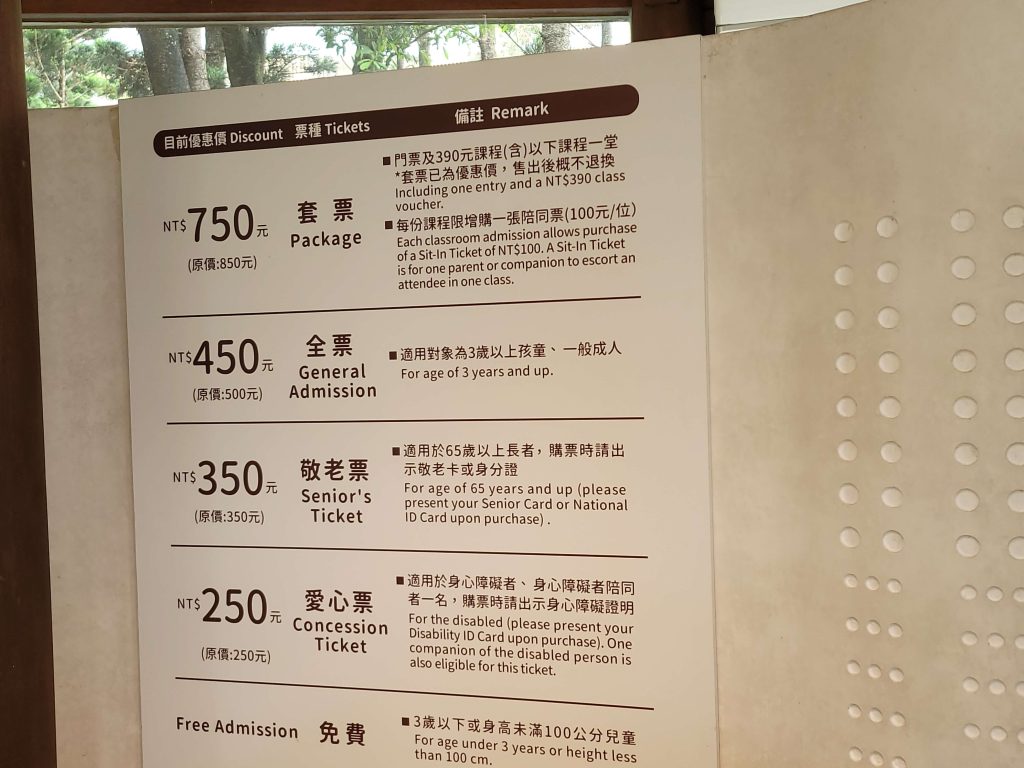 目前優惠價 Discount 票種 Tickets 備註 Remark
NT$750元
(原價:850元)
套票
Package
■門票及390元課程(含)以下課程一堂
*套票已為優惠價，售出後概不退換
Including one entry and a NT$390 class
voucher.
■每份課程限增購一張陪同票(100元/位)
Each classroom admission allows purchase
of a Sit-In Ticket of NT$100. A Sit-In Ticket
is for one parent or companion to escort an
attendee in one class.
NT$450元
(原價:500元)
全票
General
Admission
■適用對象為3歲以上孩童、一般成人
For age of 3 years and up.
NT$350元
(原價:350元)
敬老票
Senior's
Ticket
■適用於65歲以上長者，購票時請出
示敬老卡或身分證
For age of 65 years and up (please
present your Senior Card or National
ID Card upon purchase) .
NT$250元
(原價:250元)
愛心票
Concession
Ticket
■適用於身心障礙者、身心障礙者陪同
者一名，購票時請出示身心障礙證明
For the disabled (please present your
Disability ID Card upon purchase). One
companion of the disabled person is
also eligible for this ticket.
Free Admission 免費
■3歲以下或身高未滿100公分兒童
For age under 3 years or height less
than 100 cm.